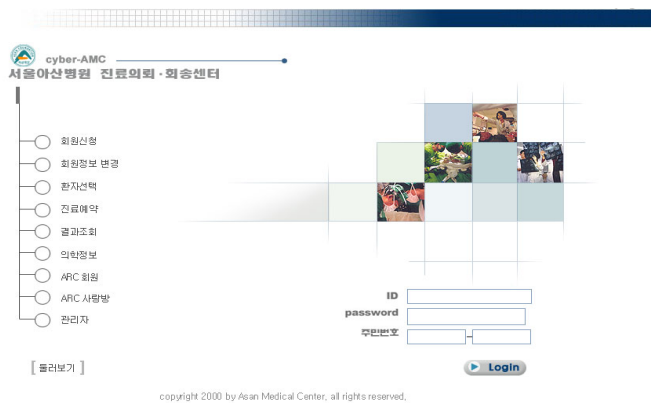 cyber-AMC
서울아산병원 진료의뢰·회송센터
회원신청
회원정보 변경
환자선택
진료예약
결과조회
의학정보
ARC 회원
ARC 사랑방
관리자
ID
password
주민번호
-
[ 둘러보기 ]
Login
copyright 2000 by Asan Medical Center, all rights reserved,